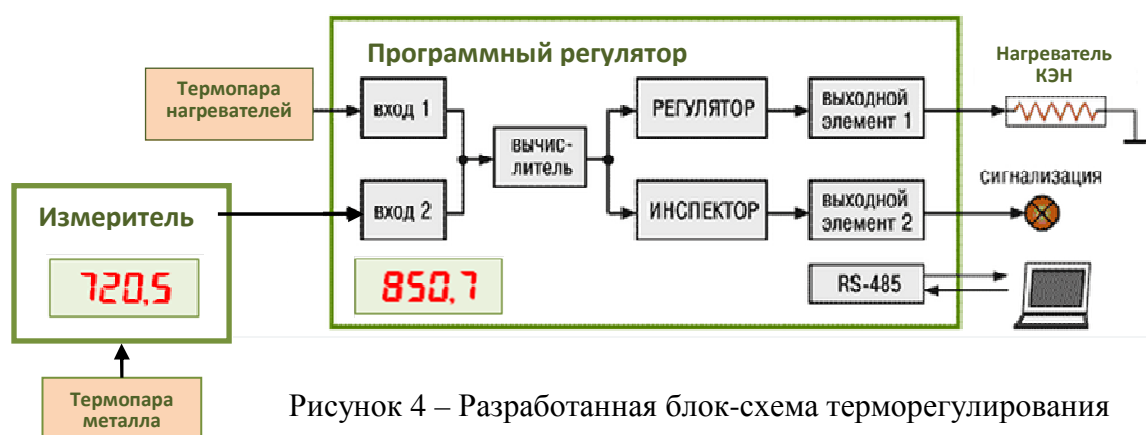 Программный регулятор
Нагреватель
КЭН
Термопара
нагревателей
вход 1
РЕГУЛЯТОР
ВЫХОДНОЙ
элемент 1
ВЫЧИС-
ЛИТЕЛЬ
сигнализация
Измеритель
вход 2
ИНСПЕКТОР
ВЫХОДНОЙ
элемент 2
720,5
850,7
RS-485
Термопара
металла
Рисунок 4 – Разработанная блок-схема терморегулирования